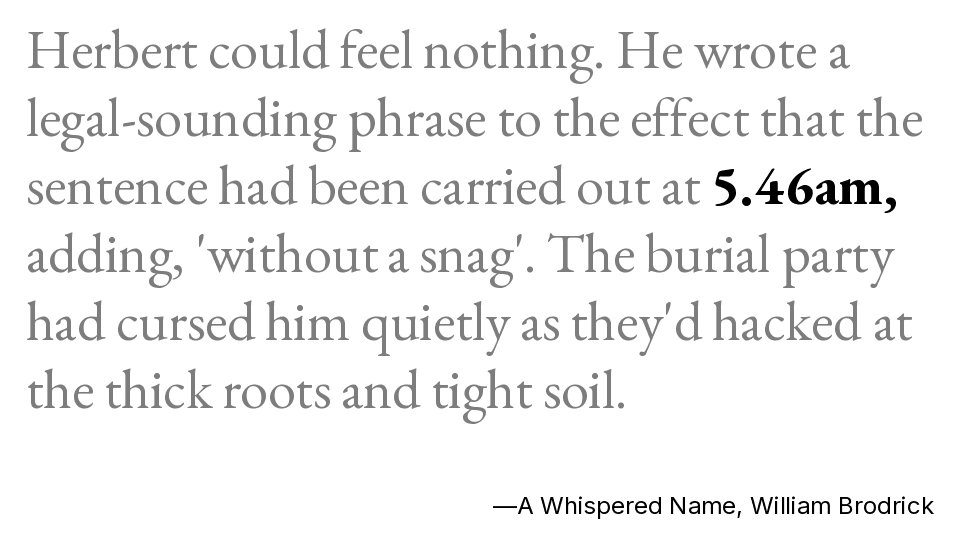 Herbert could feel nothing. He wrote a
legal-sounding phrase to the effect that the
sentence had been carried out at 5.46am,
adding, 'without a snag'. The burial party
had cursed him quietly as they'd hacked at
the thick roots and tight soil.
—A Whispered Name, William Brodrick